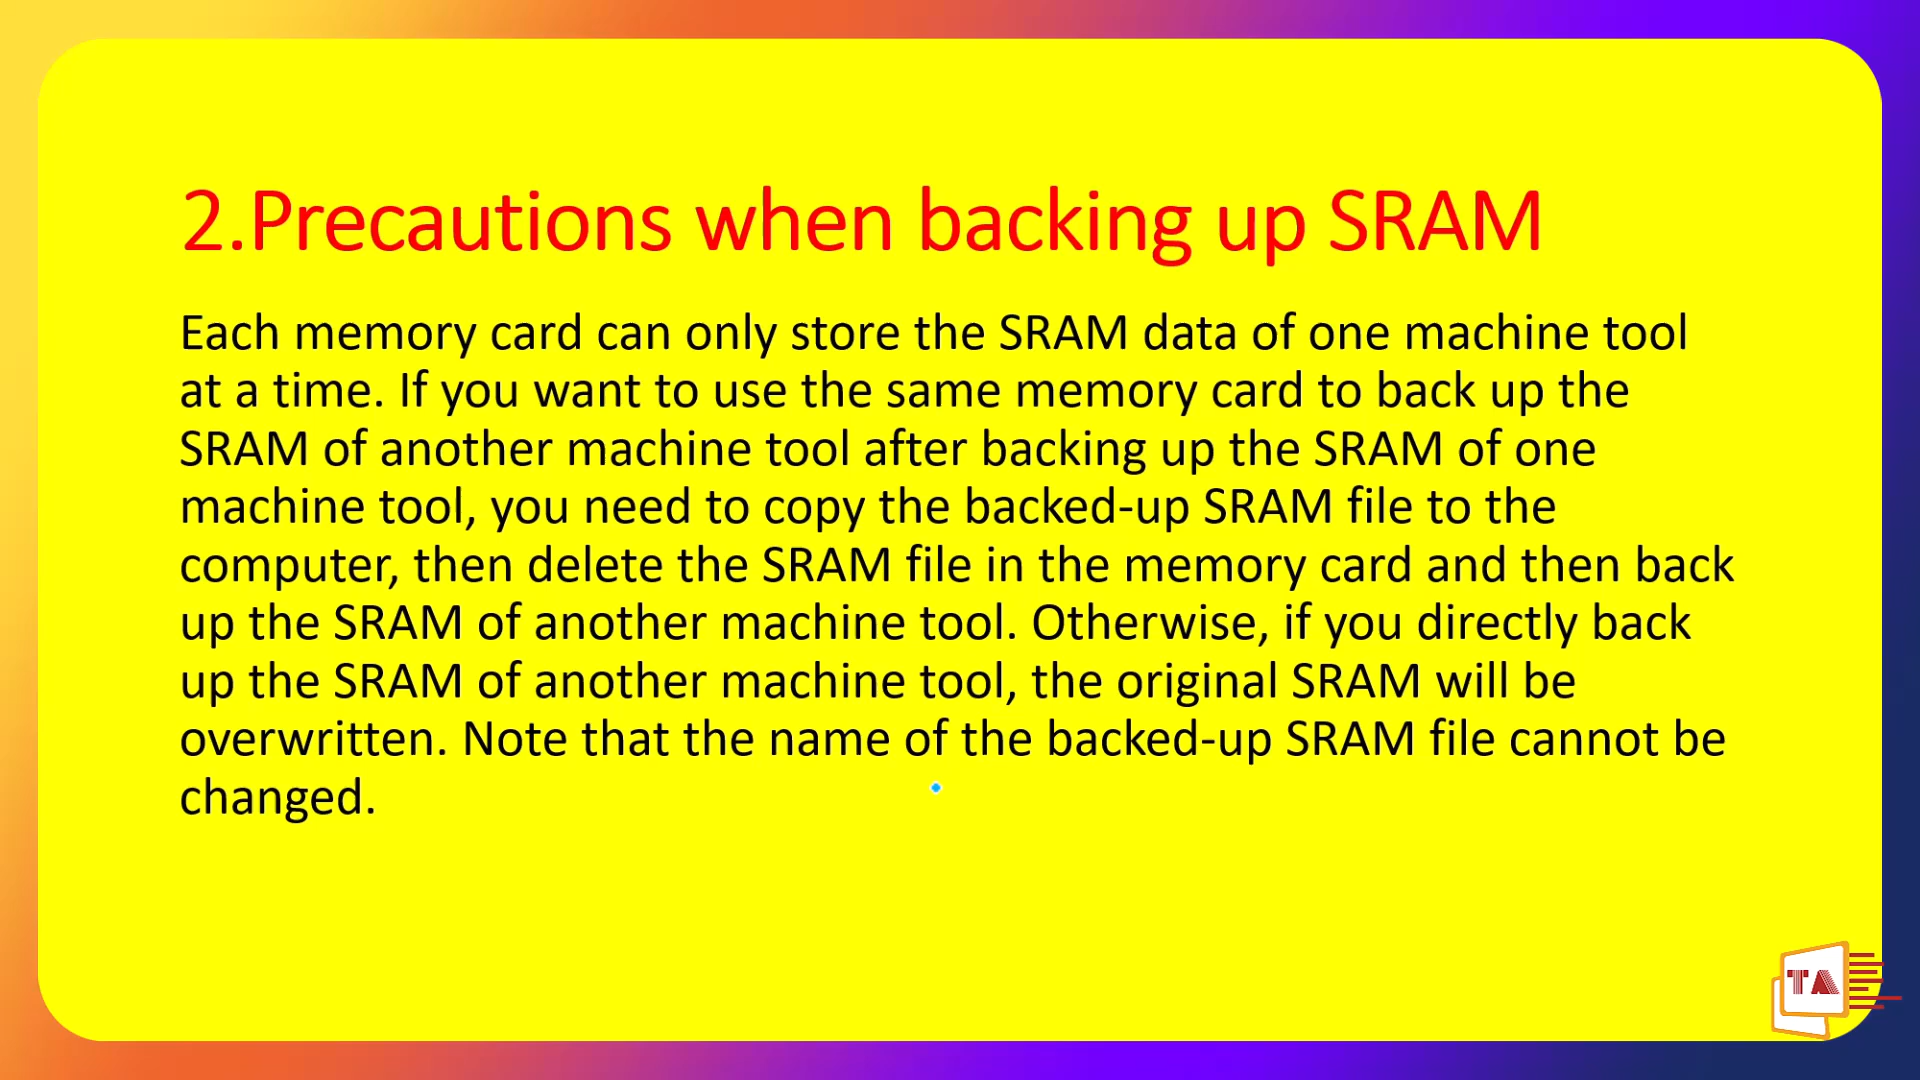 2.Precautions when backing up SRAM
Each memory card can only store the SRAM data of one machine tool
at a time. If you want to use the same memory card to back up the
SRAM of another machine tool after backing up the SRAM of one
machine tool, you need to copy the backed-up SRAM file to the
computer, then delete the SRAM file in the memory card and then back
up the SRAM of another machine tool. Otherwise, if you directly back
up the SRAM of another machine tool, the original SRAM will be
overwritten. Note that the name of the backed-up SRAM file cannot be
changed.
TA